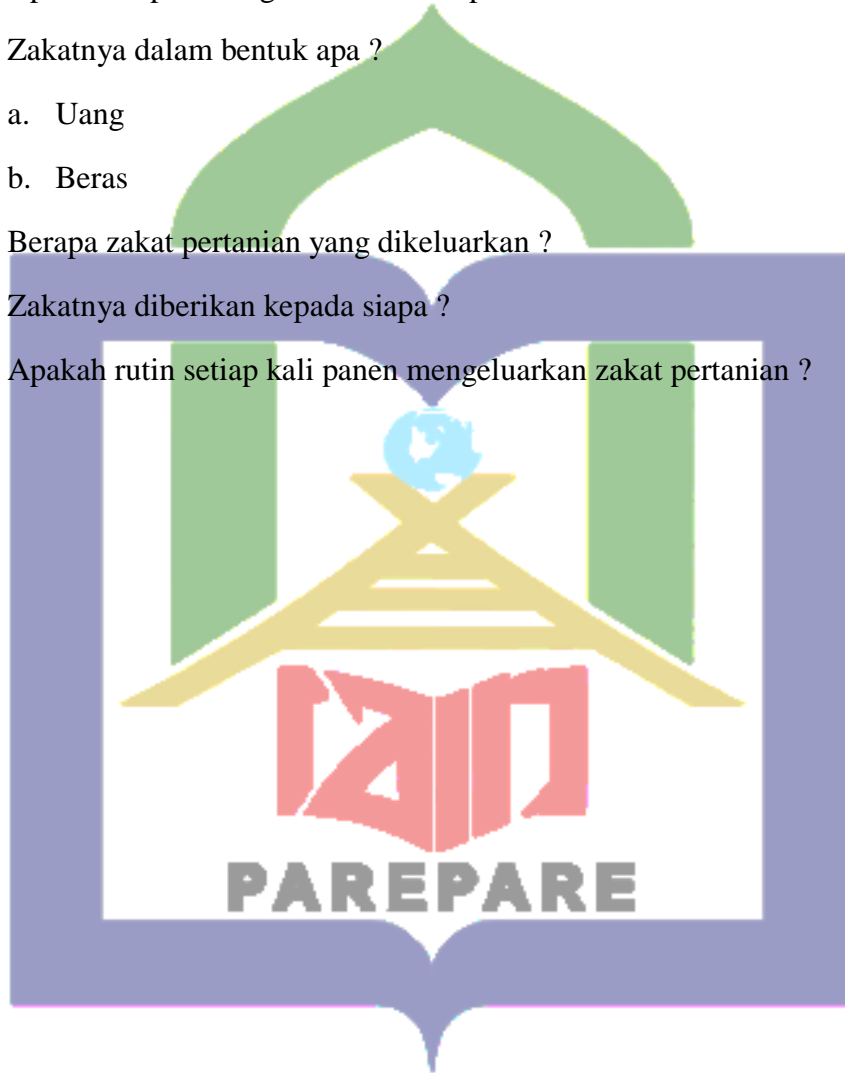 Zakatnya dalam bentuk apa ?
a. Uang
b. Beras
Berapa zakat pertanian yang dikeluarkan ?
Zakatnya diberikan kepada siapa ?
Apakah rutin setiap kali panen mengeluarkan zakat pertanian ?
iain
PAREPARE